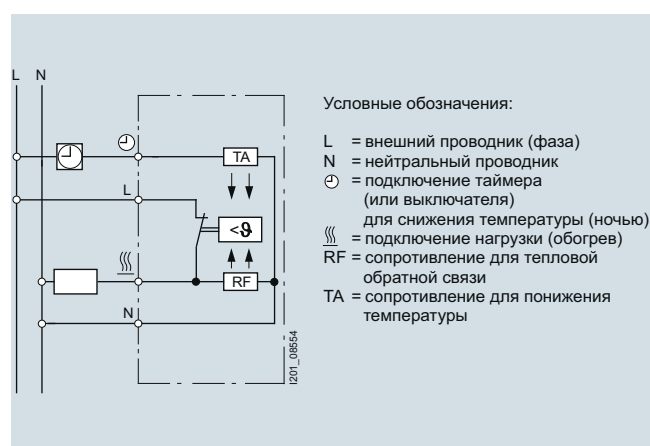 L N
L
TA
<ϑ
RF
N
I201_08554
Условные обозначения:
L = внешний проводник (фаза)
N = нейтральный проводник
= подключение таймера
(или выключателя)
для снижения температуры (ночью)
= подключение нагрузки (обогрев)
RF = сопротивление для тепловой
обратной связи
TA = сопротивление для понижения
температуры